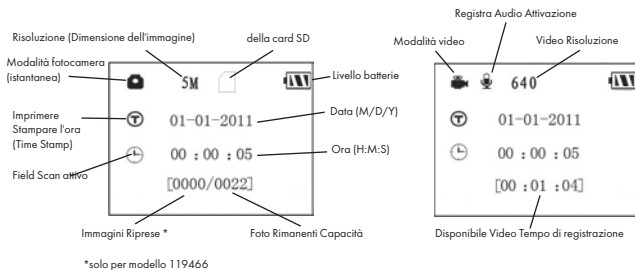 Registra Audio Attivazione
Risoluzione (Dimensione dell'immagine)
della card SD
Modalità video
Video Risoluzione
Modalità fotocamera
(istantanea)
5M
Livello batterie
640
Imprimere
Stampare l'ora
(Time Stamp)
T
01-01-2011
Data (M/D/Y)
T
01-01-2011
00 :00 :05
Ora (H:M:S)
00 :00 :05
Field Scan attivo
[0000/0022]
[00 :01 :04]
Immagini Riprese *
Foto Rimanenti Capacità
Disponibile Video Tempo di registrazione
*solo per modello 119466